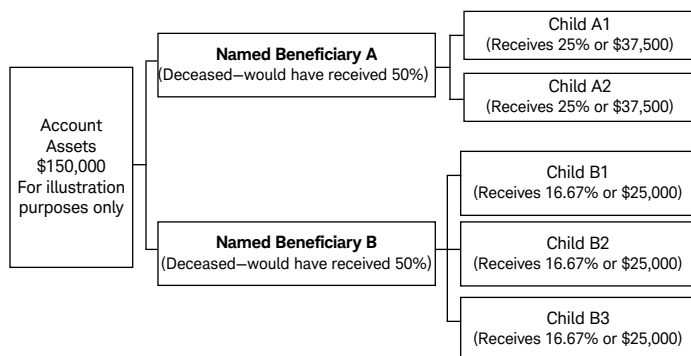 Account
Assets
$150,000
For illustration
purposes only
Named Beneficiary A
(Deceased—would have received 50%)
Child A1
(Receives 25% or $37,500)
Child A2
(Receives 25% or $37,500)
Named Beneficiary B
(Deceased—would have received 50%)
Child B1
(Receives 16.67% or $25,000)
Child B2
(Receives 16.67% or $25,000)
Child B3
(Receives 16.67% or $25,000)